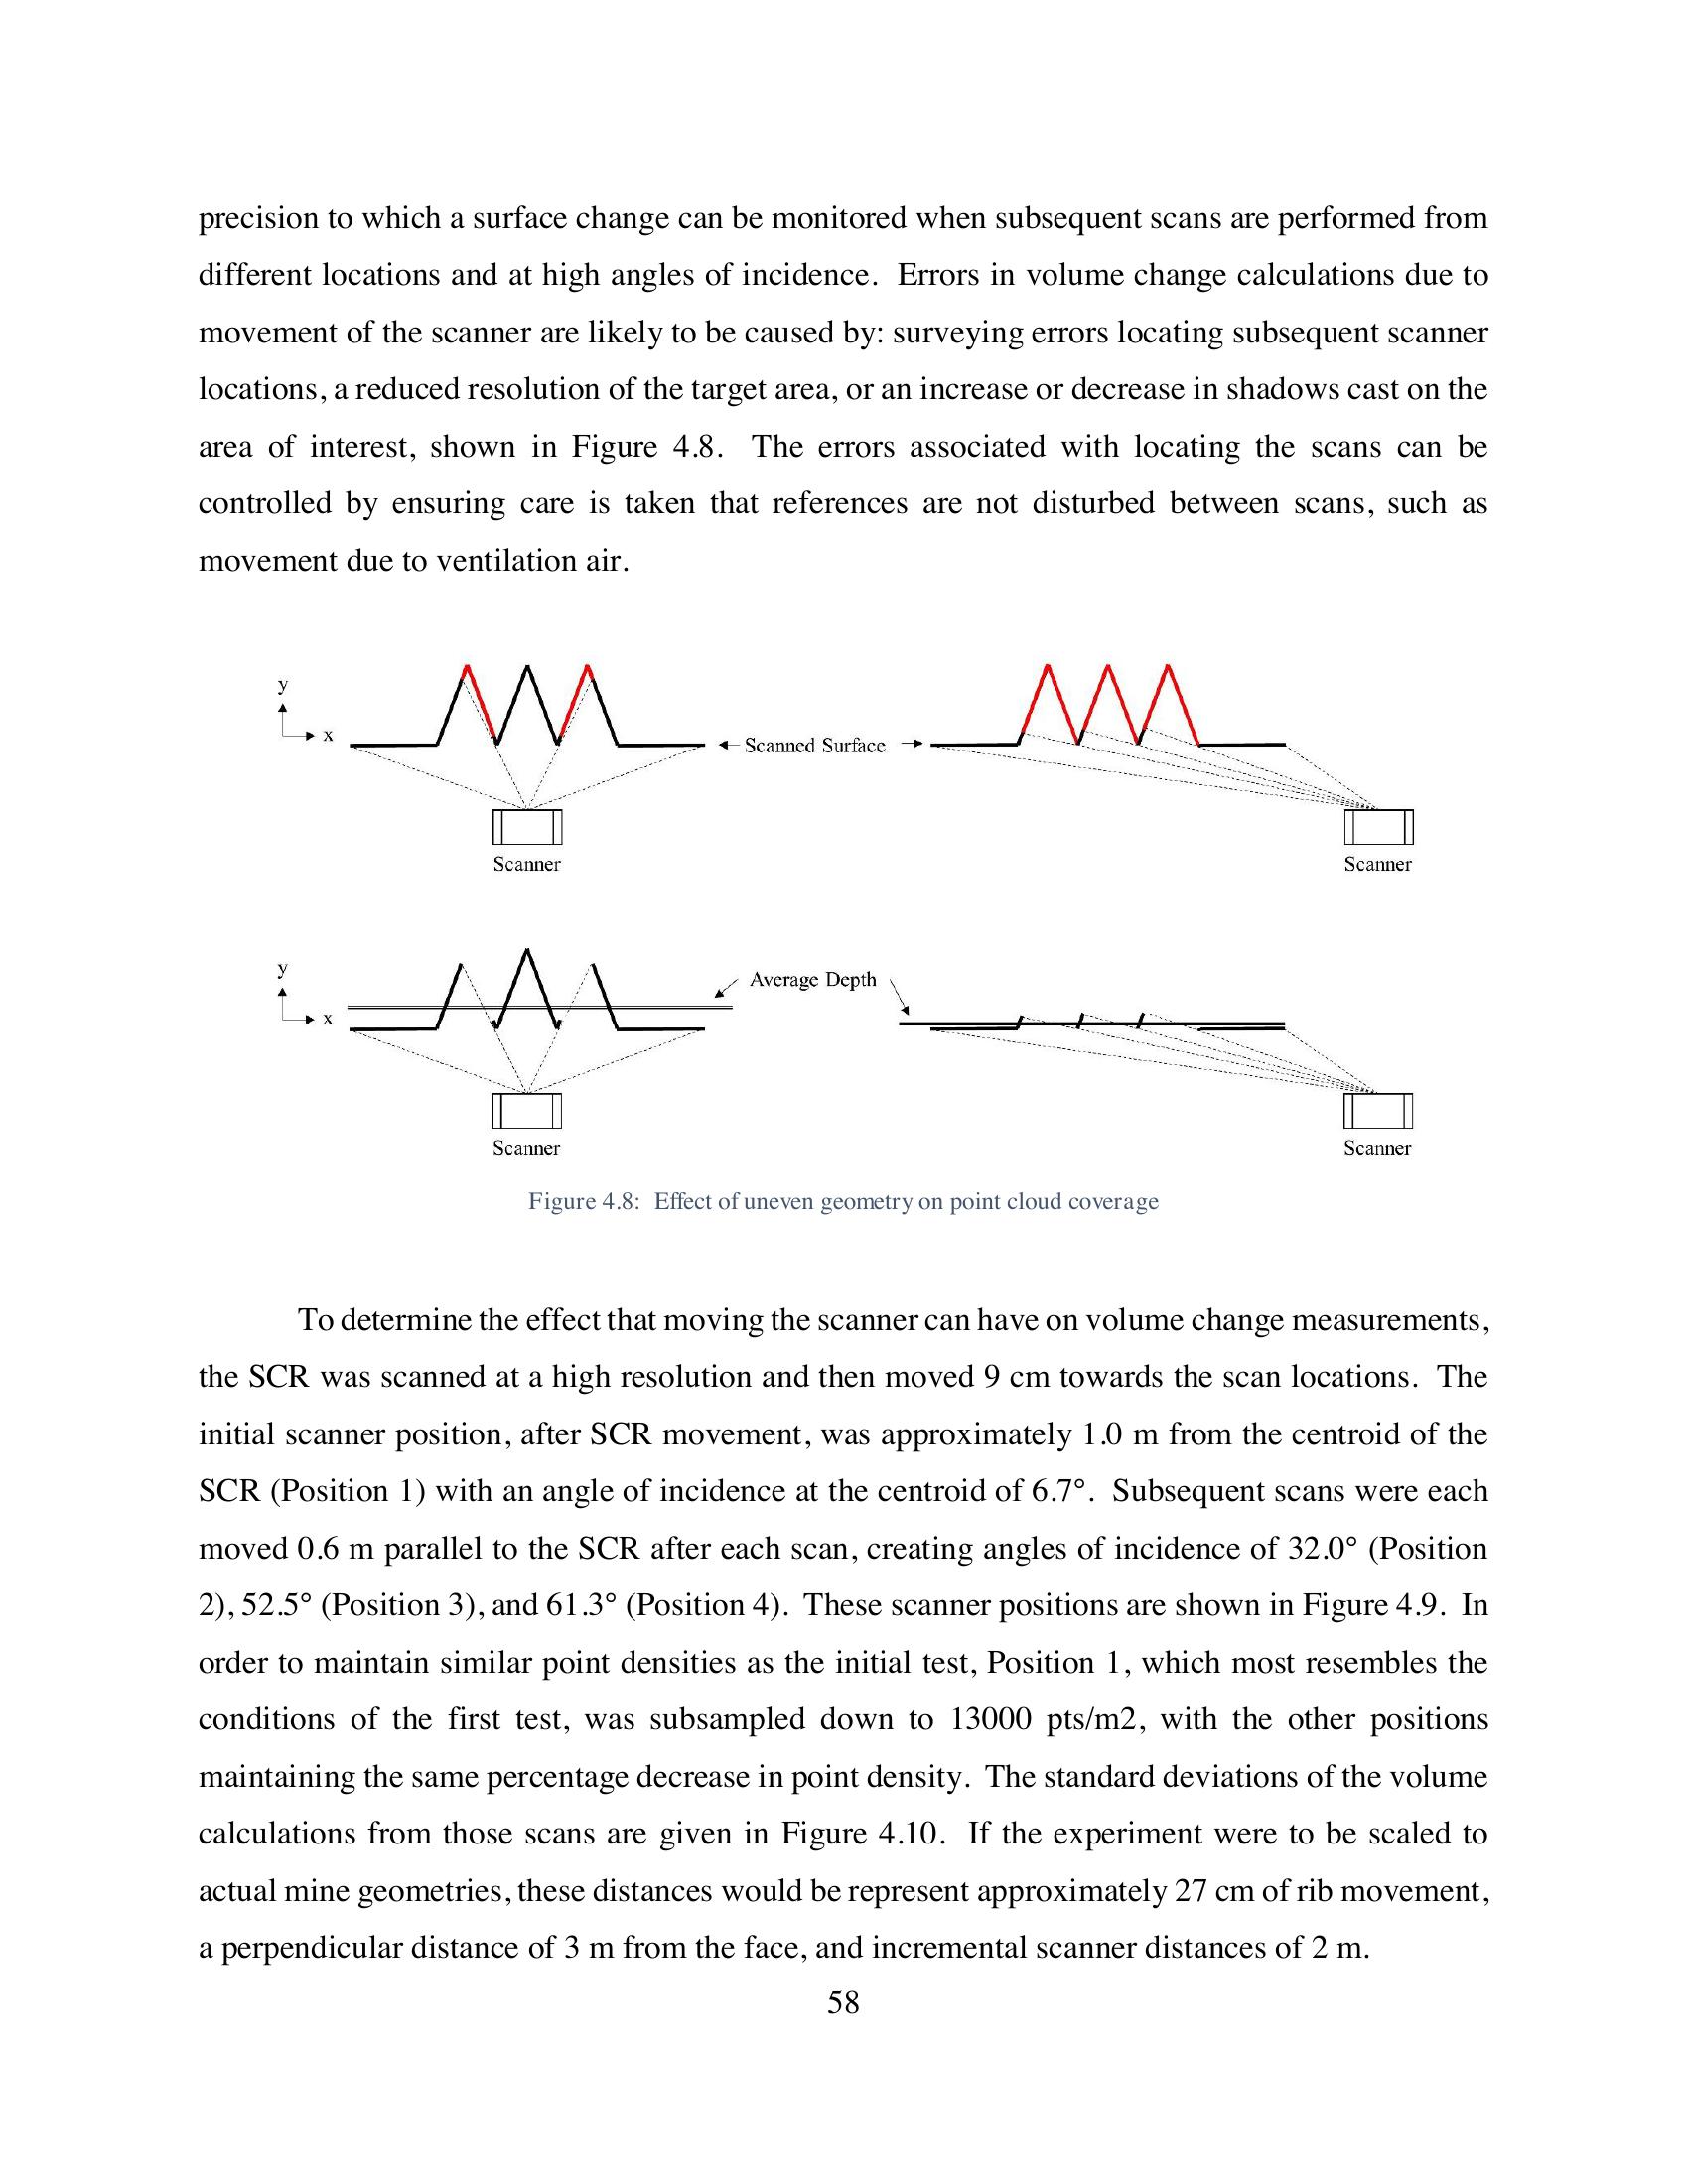 precision to which a surface change can be monitored when subsequent scans are performed from
different locations and at high angles of incidence. Errors in volume change calculations due to
movement of the scanner are likely to be caused by: surveying errors locating subsequent scanner
locations, a reduced resolution of the target area, or an increase or decrease in shadows cast on the
area of interest, shown in Figure 4.8. The errors associated with locating the scans can be
controlled by ensuring care is taken that references are not disturbed between scans, such as
movement due to ventilation air.
y
x
Scanned Surface
Scanner
Scanner
y
x
Average Depth
Scanner
Scanner
Figure 4.8: Effect of uneven geometry on point cloud coverage
To determine the effect that moving the scanner can have on volume change measurements,
the SCR was scanned at a high resolution and then moved 9 cm towards the scan locations. The
initial scanner position, after SCR movement, was approximately 1.0 m from the centroid of the
SCR (Position 1) with an angle of incidence at the centroid of 6.7°. Subsequent scans were each
moved 0.6 m parallel to the SCR after each scan, creating angles of incidence of 32.0° (Position
2), 52.5° (Position 3), and 61.3° (Position 4). These scanner positions are shown in Figure 4.9. In
order to maintain similar point densities as the initial test, Position 1, which most resembles the
conditions of the first test, was subsampled down to 13000 pts/m2, with the other positions
maintaining the same percentage decrease in point density. The standard deviations of the volume
calculations from those scans are given in Figure 4.10. If the experiment were to be scaled to
actual mine geometries, these distances would be represent approximately 27 cm of rib movement,
a perpendicular distance of 3 m from the face, and incremental scanner distances of 2 m.
58